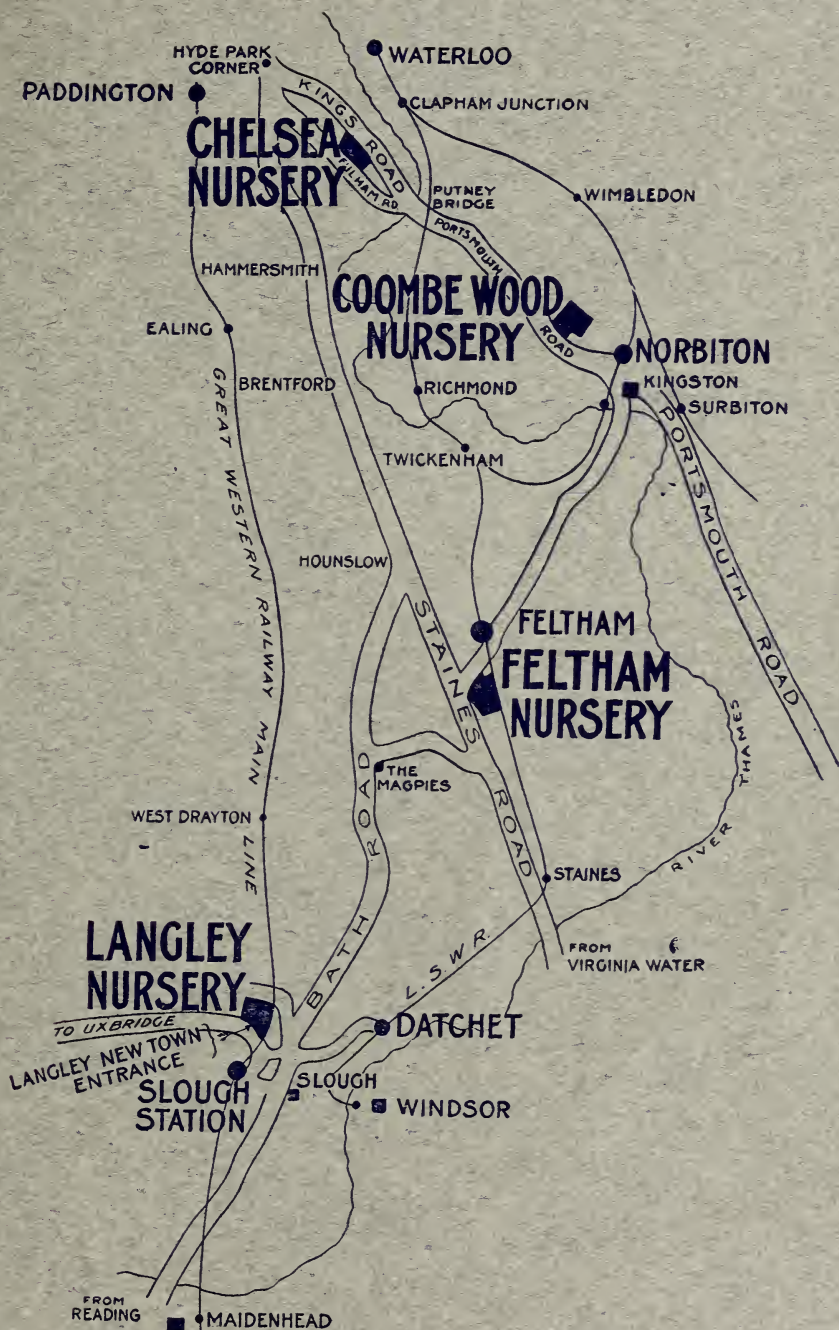 HYDE PARK
CORNER
WATERLOO
PADDINGTON
CLAPHAM JUNCTION
KINGS ROAD
CHELSEA
NURSERY
FULHAM RD.
PUTNEY
BRIDGE
WIMBLEDON
PORTSMOUTH
ROAD
HAMMERSMITH
COOMBE WOOD
NURSERY
EALING
NORBITON
BRENTFORD
RICHMOND
KINGSTON
SURBITON
TWICKENHAM
PORTSMOUTH ROAD
GREAT WESTERN RAILWAY MAIN LINE
HOUNSLOW
STAINES ROAD
FELTHAM
FELTHAM
NURSERY
THE
MAGPIES
BATH ROAD
RIVER THAMES
WEST DRAYTON
STAINES
L.S.W.R.
FROM
VIRGINIA WATER
LANGLEY
NURSERY
TO UXBRIDGE
LANGLEY NEW TOWN
ENTRANCE
DATCHET
SLOUGH
STATION
SLOUGH
WINDSOR
FROM
READING
MAIDENHEAD